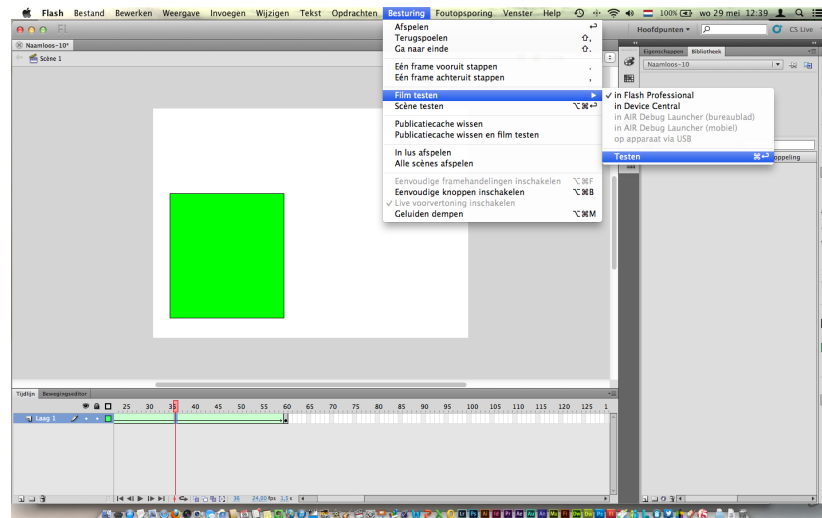 Flash Bestand Bewerken Weergave Invoegen Wijzigen Tekst Opdrachten Besturing Foutopsporing Venster Help 100% wo 29 mei 12:39
Fl Hoofdpunten CS Live
Naamloos-10*
Scène 1
Afspelen
Terugspoelen
Ga naar einde
Eén frame vooruit stappen .
Eén frame achteruit stappen ,
Film testen
Scène testen ⌥⌘↩
Publicatiecache wissen
Publicatiecache wissen en film testen
In lus afspelen
Alle scènes afspelen
Eenvoudige framehandelingen inschakelen ⌥⌘F
Eenvoudige knoppen inschakelen ⌥⌘B
✓ Live voorvertoning inschakelen
Geluiden dempen ⌥⌘M
✓ in Flash Professional
in Device Central
in AIR Debug Launcher (bureaublad)
in AIR Debug Launcher (mobiel)
op apparaat via USB
Testen ⌘↩
Eigenschappen Bibliotheek
Naamloos-10
oppeling
Tijdlijn Bewegingseditor
25 30 35 40 45 50 55 60 65 70 75 80 85 90 95 100 105 110 115 120 125 1
Laag 1
36 24,00 fps 1,5 s